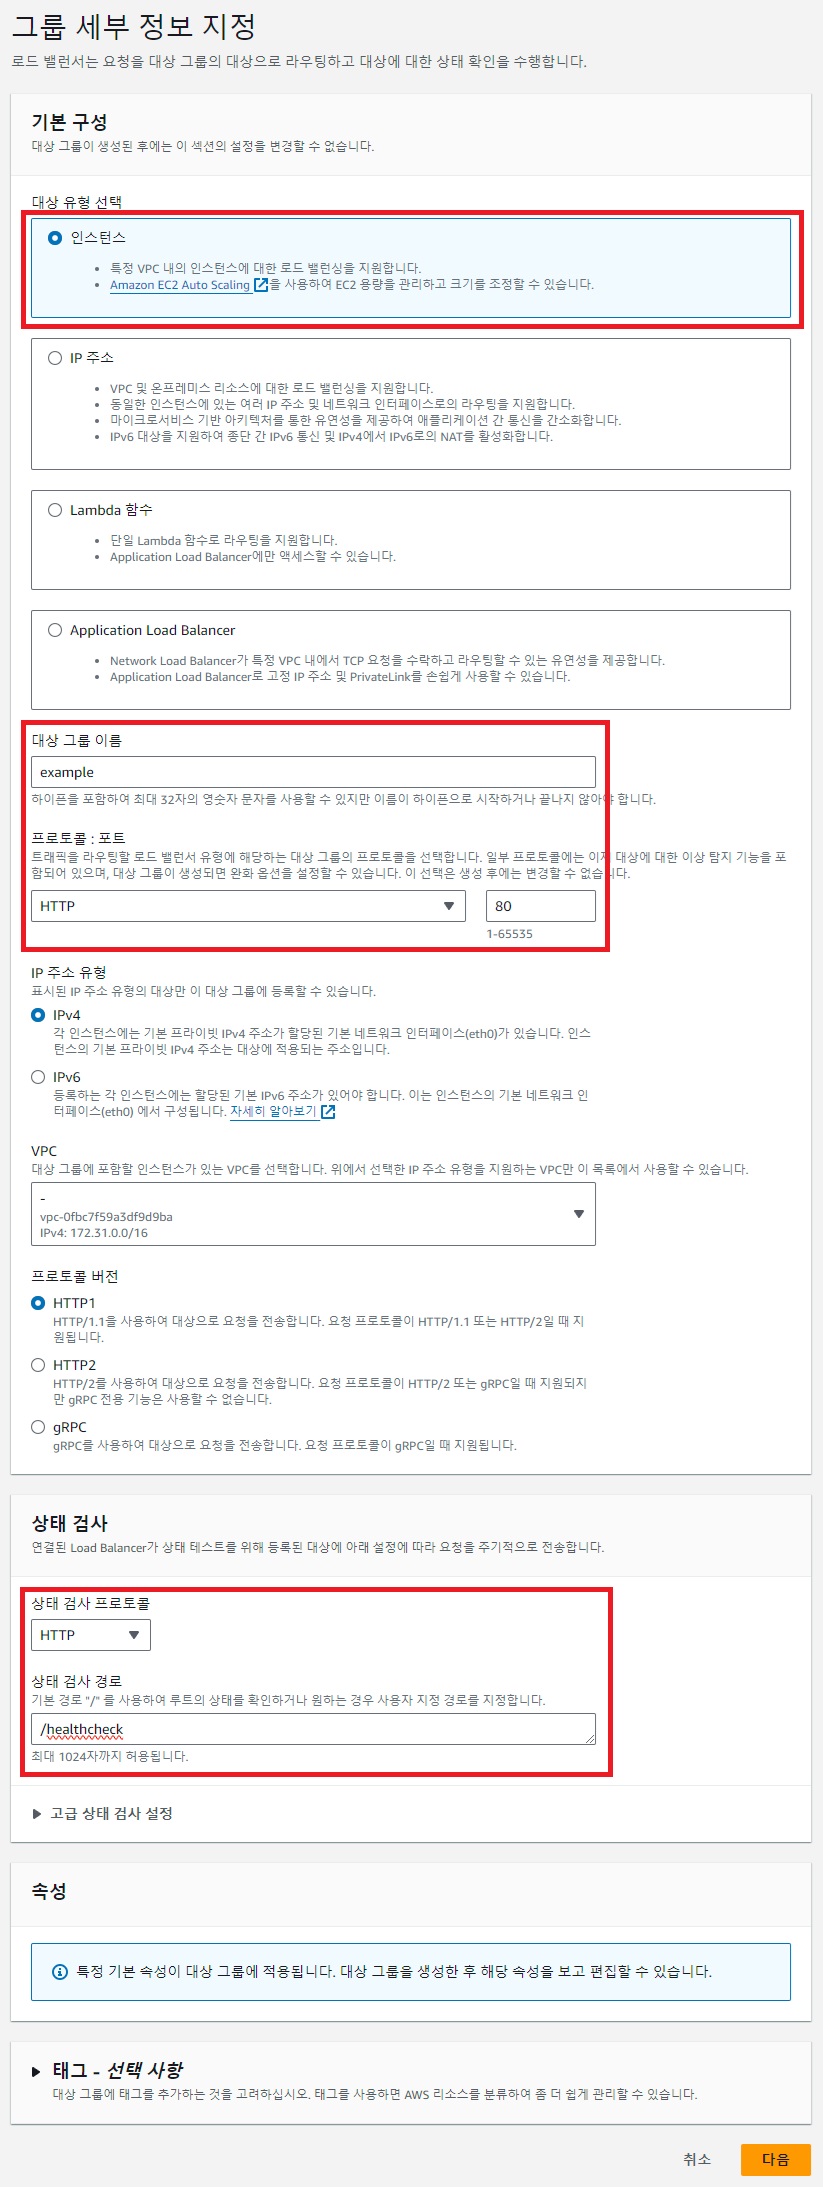 그룹 세부 정보 지정
로드 밸런서는 요청을 대상 그룹의 대상으로 라우팅하고 대상에 대한 상태 확인을 수행합니다.
기본 구성
대상 그룹이 생성된 후에는 이 섹션의 설정을 변경할 수 없습니다.
대상 유형 선택
인스턴스
특정 VPC 내의 인스턴스에 대한 로드 밸런싱을 지원합니다.
Amazon EC2 Auto Scaling 을 사용하여 EC2 용량을 관리하고 크기를 조정할 수 있습니다.
IP 주소
VPC 및 온프레미스 리소스에 대한 로드 밸런싱을 지원합니다.
동일한 인스턴스에 있는 여러 IP 주소 및 네트워크 인터페이스로의 라우팅을 지원합니다.
마이크로서비스 기반 아키텍처를 통한 유연성을 제공하여 애플리케이션 간 통신을 간소화합니다.
IPv6 대상을 지원하여 종단 간 IPv6 통신 및 IPv4에서 IPv6로의 NAT를 활성화합니다.
Lambda 함수
단일 Lambda 함수로 라우팅을 지원합니다.
Application Load Balancer에만 액세스할 수 있습니다.
Application Load Balancer
Network Load Balancer가 특정 VPC 내에서 TCP 요청을 수락하고 라우팅할 수 있는 유연성을 제공합니다.
Application Load Balancer로 고정 IP 주소 및 PrivateLink를 손쉽게 사용할 수 있습니다.
대상 그룹 이름
example
하이픈을 포함하여 최대 32자의 영숫자 문자를 사용할 수 있지만 이름이 하이픈으로 시작하거나 끝나지 않아야 합니다.
프로토콜 : 포트
트래픽을 라우팅할 로드 밸런서 유형에 해당하는 대상 그룹의 프로토콜을 선택합니다. 일부 프로토콜에는 이제 대상에 대한 이상 탐지 기능을 포
함되어 있으며, 대상 그룹이 생성되면 완화 옵션을 설정할 수 있습니다. 이 선택은 생성 후에는 변경할 수 없습니다.
HTTP
80
1-65535
IP 주소 유형
표시된 IP 주소 유형의 대상만 이 대상 그룹에 등록할 수 있습니다.
IPv4
각 인스턴스에는 기본 프라이빗 IPv4 주소가 할당된 기본 네트워크 인터페이스(eth0)가 있습니다. 인스
턴스의 기본 프라이빗 IPv4 주소는 대상에 적용되는 주소입니다.
IPv6
등록하는 각 인스턴스에는 할당된 기본 IPv6 주소가 있어야 합니다. 이는 인스턴스의 기본 네트워크 인
터페이스(eth0) 에서 구성됩니다. 자세히 알아보기
VPC
대상 그룹에 포함할 인스턴스가 있는 VPC를 선택합니다. 위에서 선택한 IP 주소 유형을 지원하는 VPC만 이 목록에서 사용할 수 있습니다.
-
vpc-0fbc7f59a3df9d9ba
IPv4: 172.31.0.0/16
프로토콜 버전
HTTP1
HTTP/1.1을 사용하여 대상으로 요청을 전송합니다. 요청 프로토콜이 HTTP/1.1 또는 HTTP/2일 때 지
원됩니다.
HTTP2
HTTP/2를 사용하여 대상으로 요청을 전송합니다. 요청 프로토콜이 HTTP/2 또는 gRPC일 때 지원되지
만 gRPC 전용 기능은 사용할 수 없습니다.
gRPC
gRPC를 사용하여 대상으로 요청을 전송합니다. 요청 프로토콜이 gRPC일 때 지원됩니다.
상태 검사
연결된 Load Balancer가 상태 테스트를 위해 등록된 대상에 아래 설정에 따라 요청을 주기적으로 전송합니다.
상태 검사 프로토콜
HTTP
상태 검사 경로
기본 경로 "/" 를 사용하여 루트의 상태를 확인하거나 원하는 경우 사용자 지정 경로를 지정합니다.
/healthcheck
최대 1024자까지 허용됩니다.
고급 상태 검사 설정
속성
특정 기본 속성이 대상 그룹에 적용됩니다. 대상 그룹을 생성한 후 해당 속성을 보고 편집할 수 있습니다.
태그 - 선택 사항
대상 그룹에 태그를 추가하는 것을 고려하십시오. 태그를 사용하면 AWS 리소스를 분류하여 좀 더 쉽게 관리할 수 있습니다.
취소
다음